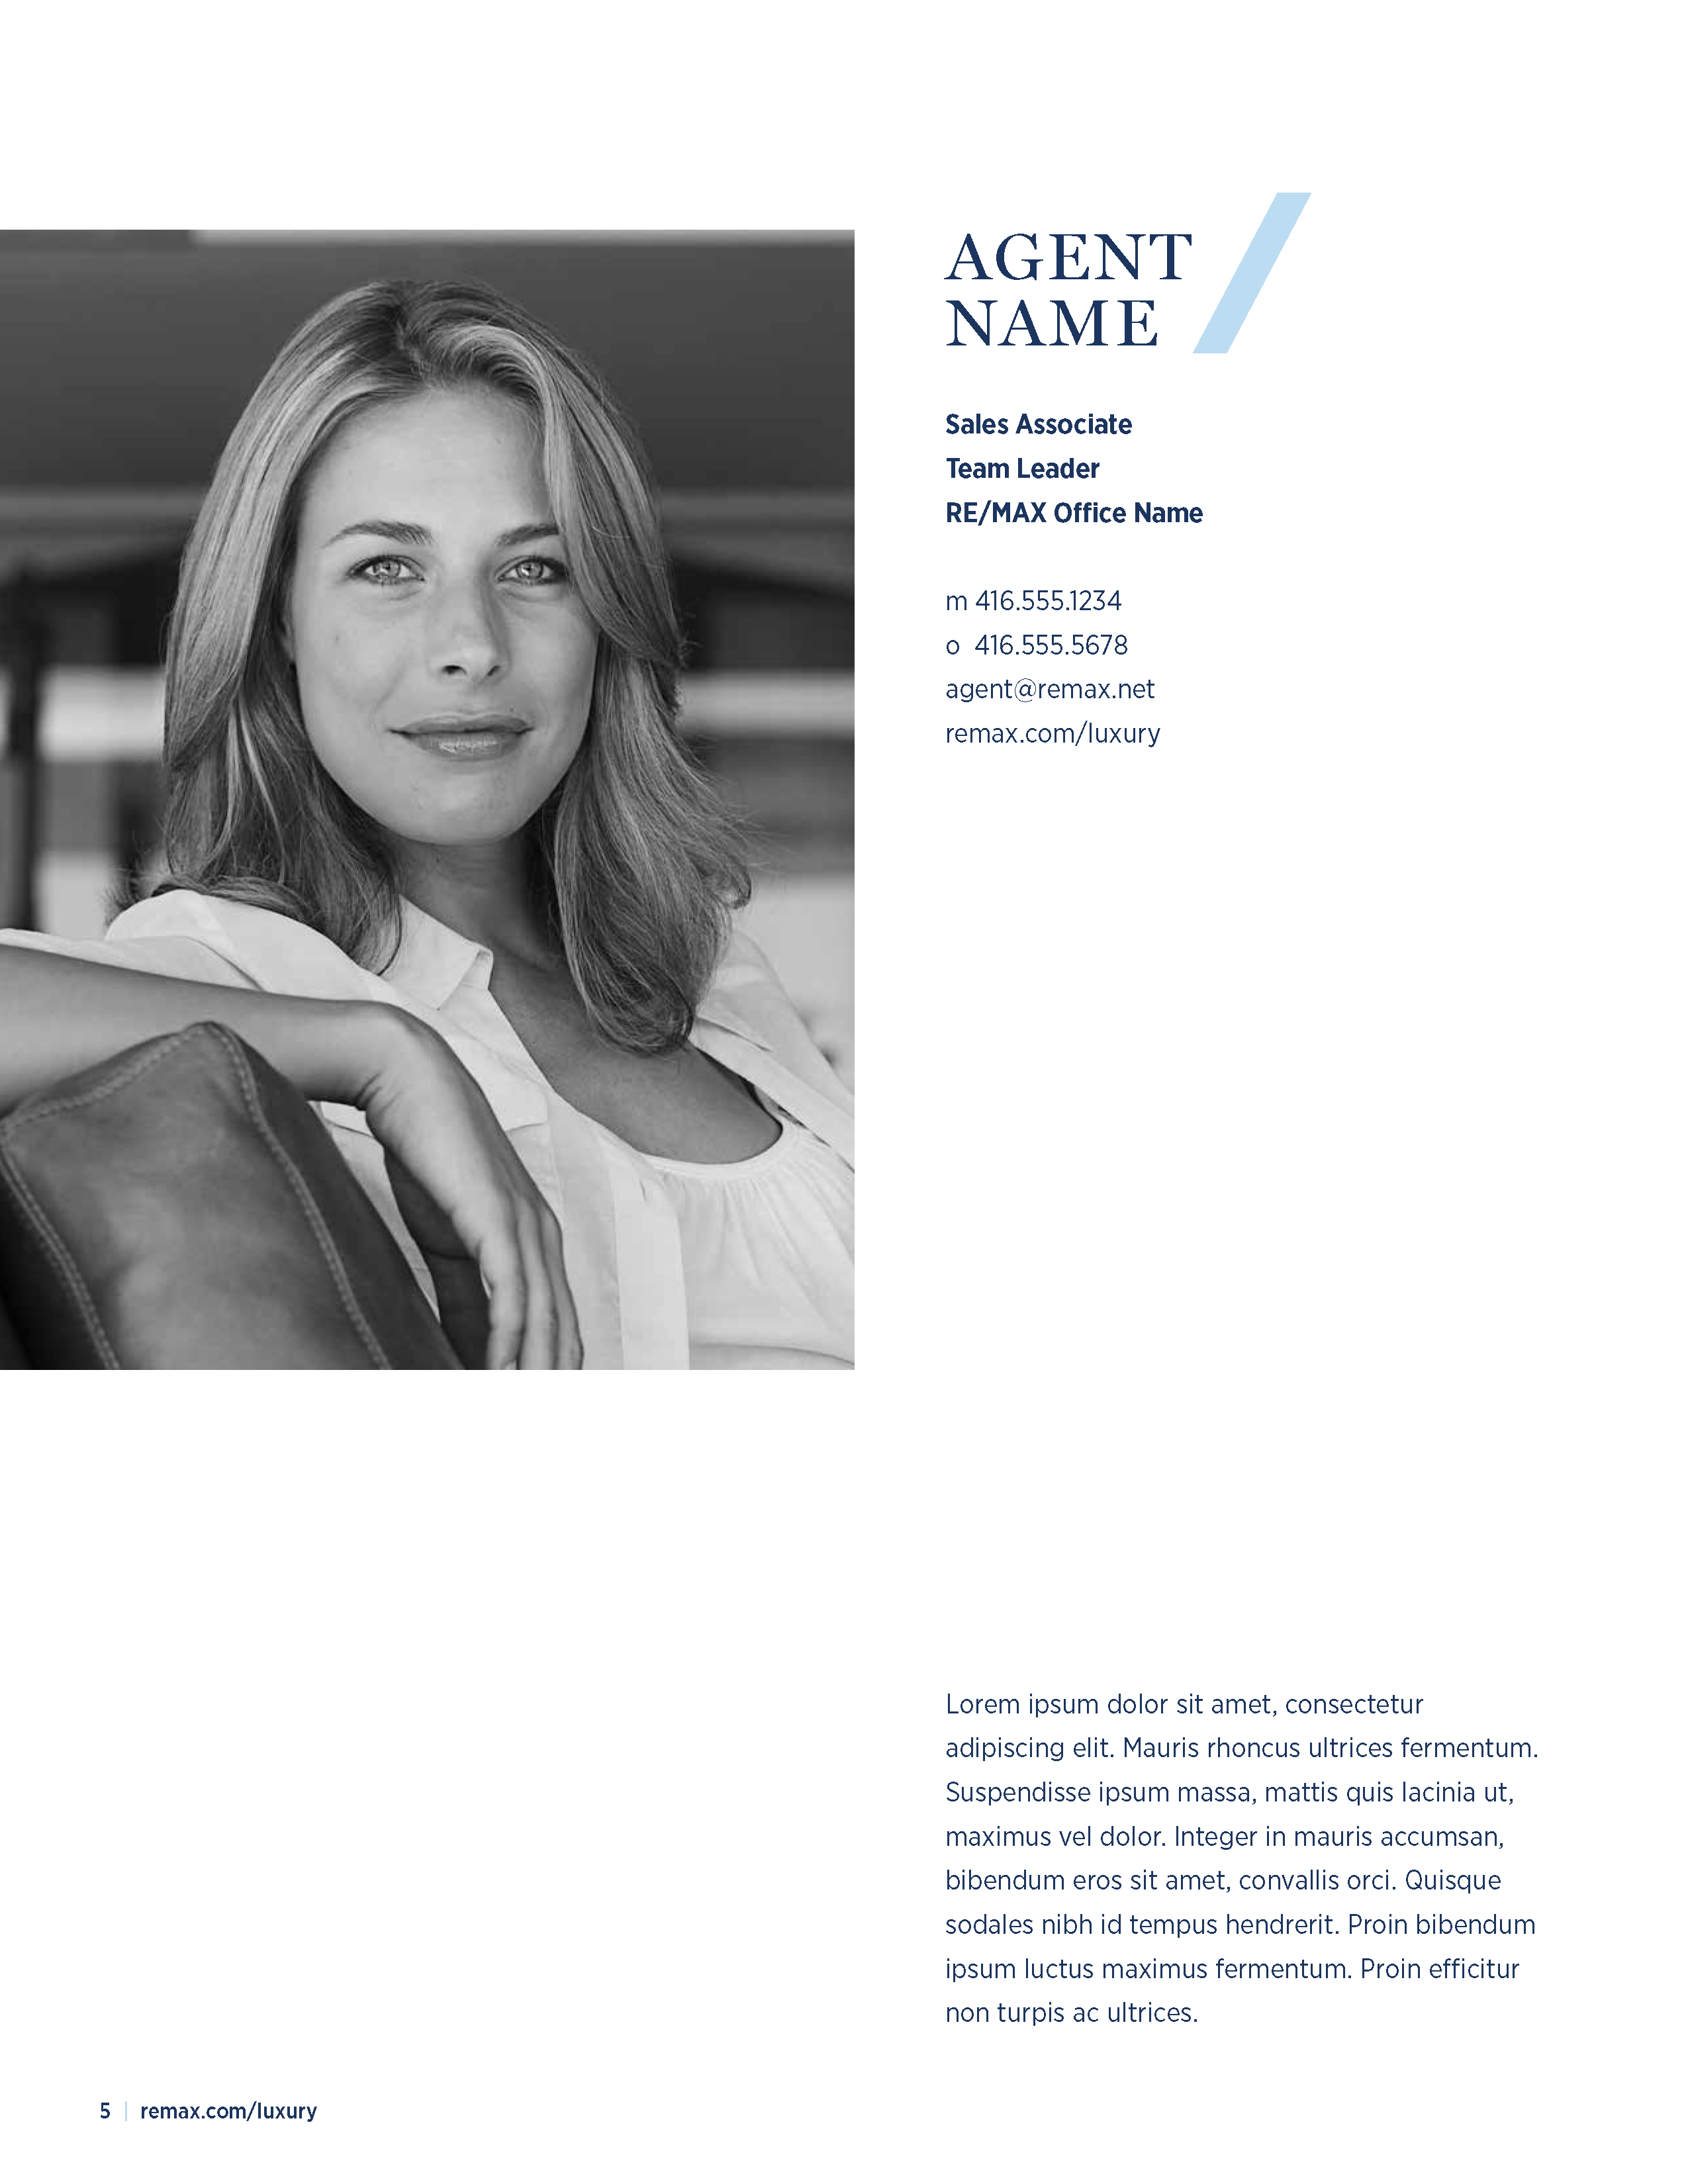 AGENT
NAME
Sales Associate
Team Leader
RE/MAX Office Name
m 416.555.1234
o 416.555.5678
agent@remax.net
remax.com/luxury
Lorem ipsum dolor sit amet, consectetur
adipiscing elit. Mauris rhoncus ultrices fermentum.
Suspendisse ipsum massa, mattis quis lacinia ut,
maximus vel dolor. Integer in mauris accumsan,
bibendum eros sit amet, convallis orci. Quisque
sodales nibh id tempus hendrerit. Proin bibendum
ipsum luctus maximus fermentum. Proin efficitur
non turpis ac ultrices.
5 | remax.com/luxury